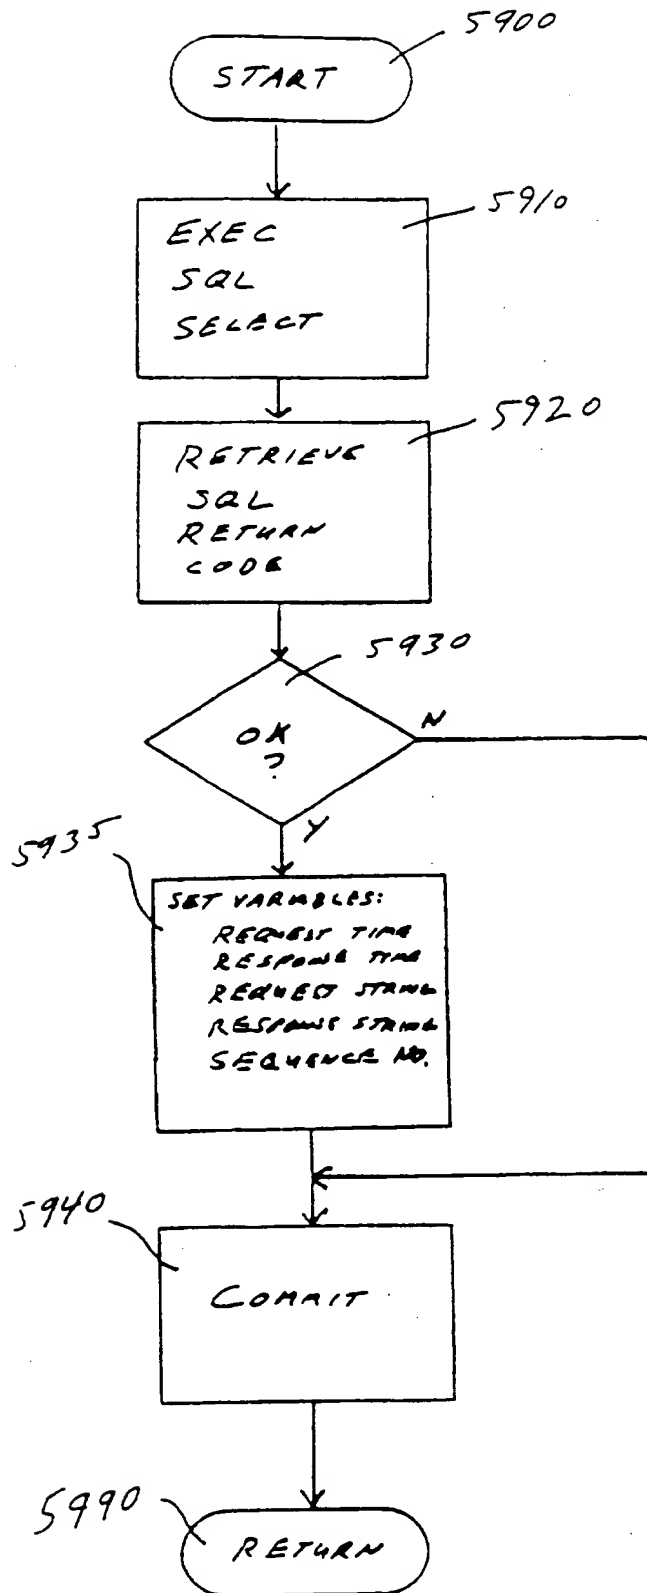 5900
START
5910
EXEC
SQL
SELECT
5920
RETRIEVE
SQL
RETURN
CODE
5930
OK
?
N
Y
5935
SET VARIABLES:
REQUEST TIME
RESPONSE TIME
REQUEST STRING
RESPONSE STRING
SEQUENCE NO.
5940
COMMIT
5990
RETURN